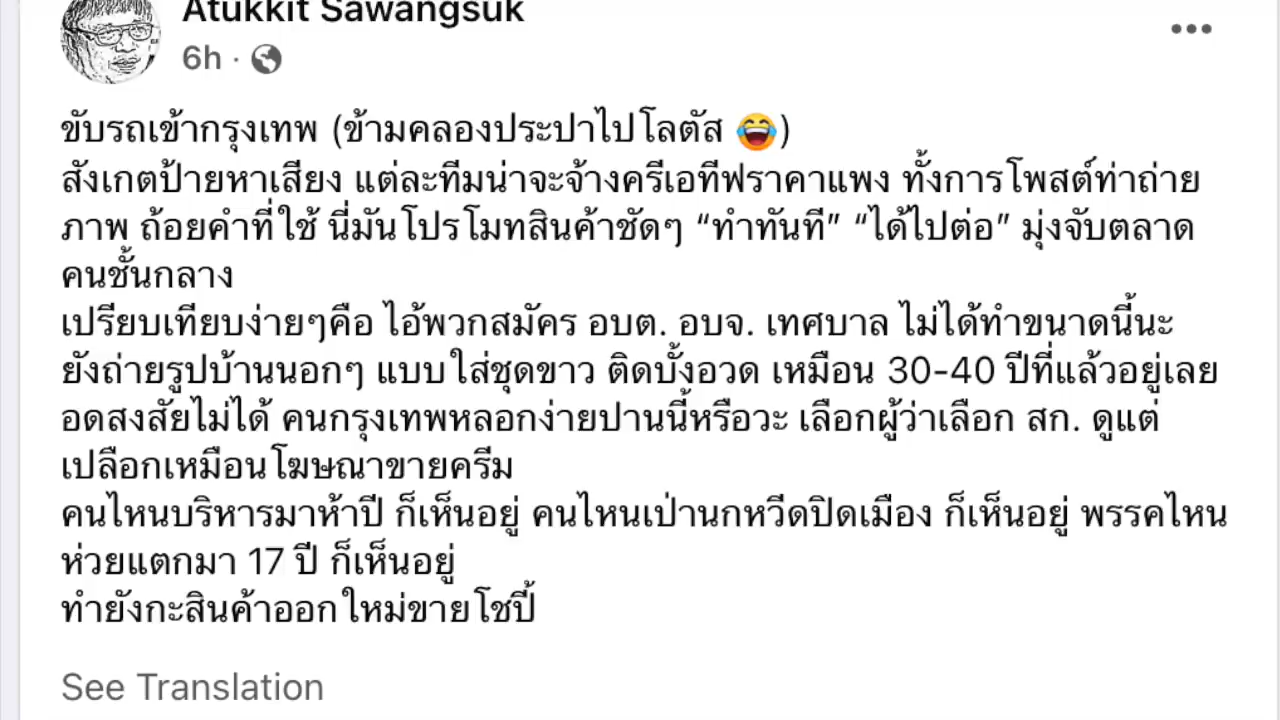 Atukkit Sawangsuk
6h ·
ขับรถเข้ากรุงเทพ (ข้ามคลองประปาไปโลตัส 😂)
สังเกตป้ายหาเสียง แต่ละทีมน่าจะจ้างครีเอทีฟราคาแพง ทั้งการโพสต์ท่าถ่าย
ภาพ ถ้อยคำที่ใช้ นี่มันโปรโมทสินค้าชัดๆ “ทำทันที” “ได้ไปต่อ” มุ่งจับตลาด
คนชั้นกลาง
เปรียบเทียบง่ายๆคือ ไอ้พวกสมัคร อบต. อบจ. เทศบาล ไม่ได้ทำขนาดนี้นะ
ยังถ่ายรูปบ้านนอกๆ แบบใส่ชุดขาว ติดบั้งอวด เหมือน 30-40 ปีที่แล้วอยู่เลย
อดสงสัยไม่ได้ คนกรุงเทพหลอกง่ายปานนี้หรือวะ เลือกผู้ว่าเลือก สก. ดูแต่
เปลือกเหมือนโฆษณาขายครีม
คนไหนบริหารมาห้าปี ก็เห็นอยู่ คนไหนเป่านกหวีดปิดเมือง ก็เห็นอยู่ พรรคไหน
ห่วยแตกมา 17 ปี ก็เห็นอยู่
ทำยังกะสินค้าออกใหม่ขายโชปี้
See Translation